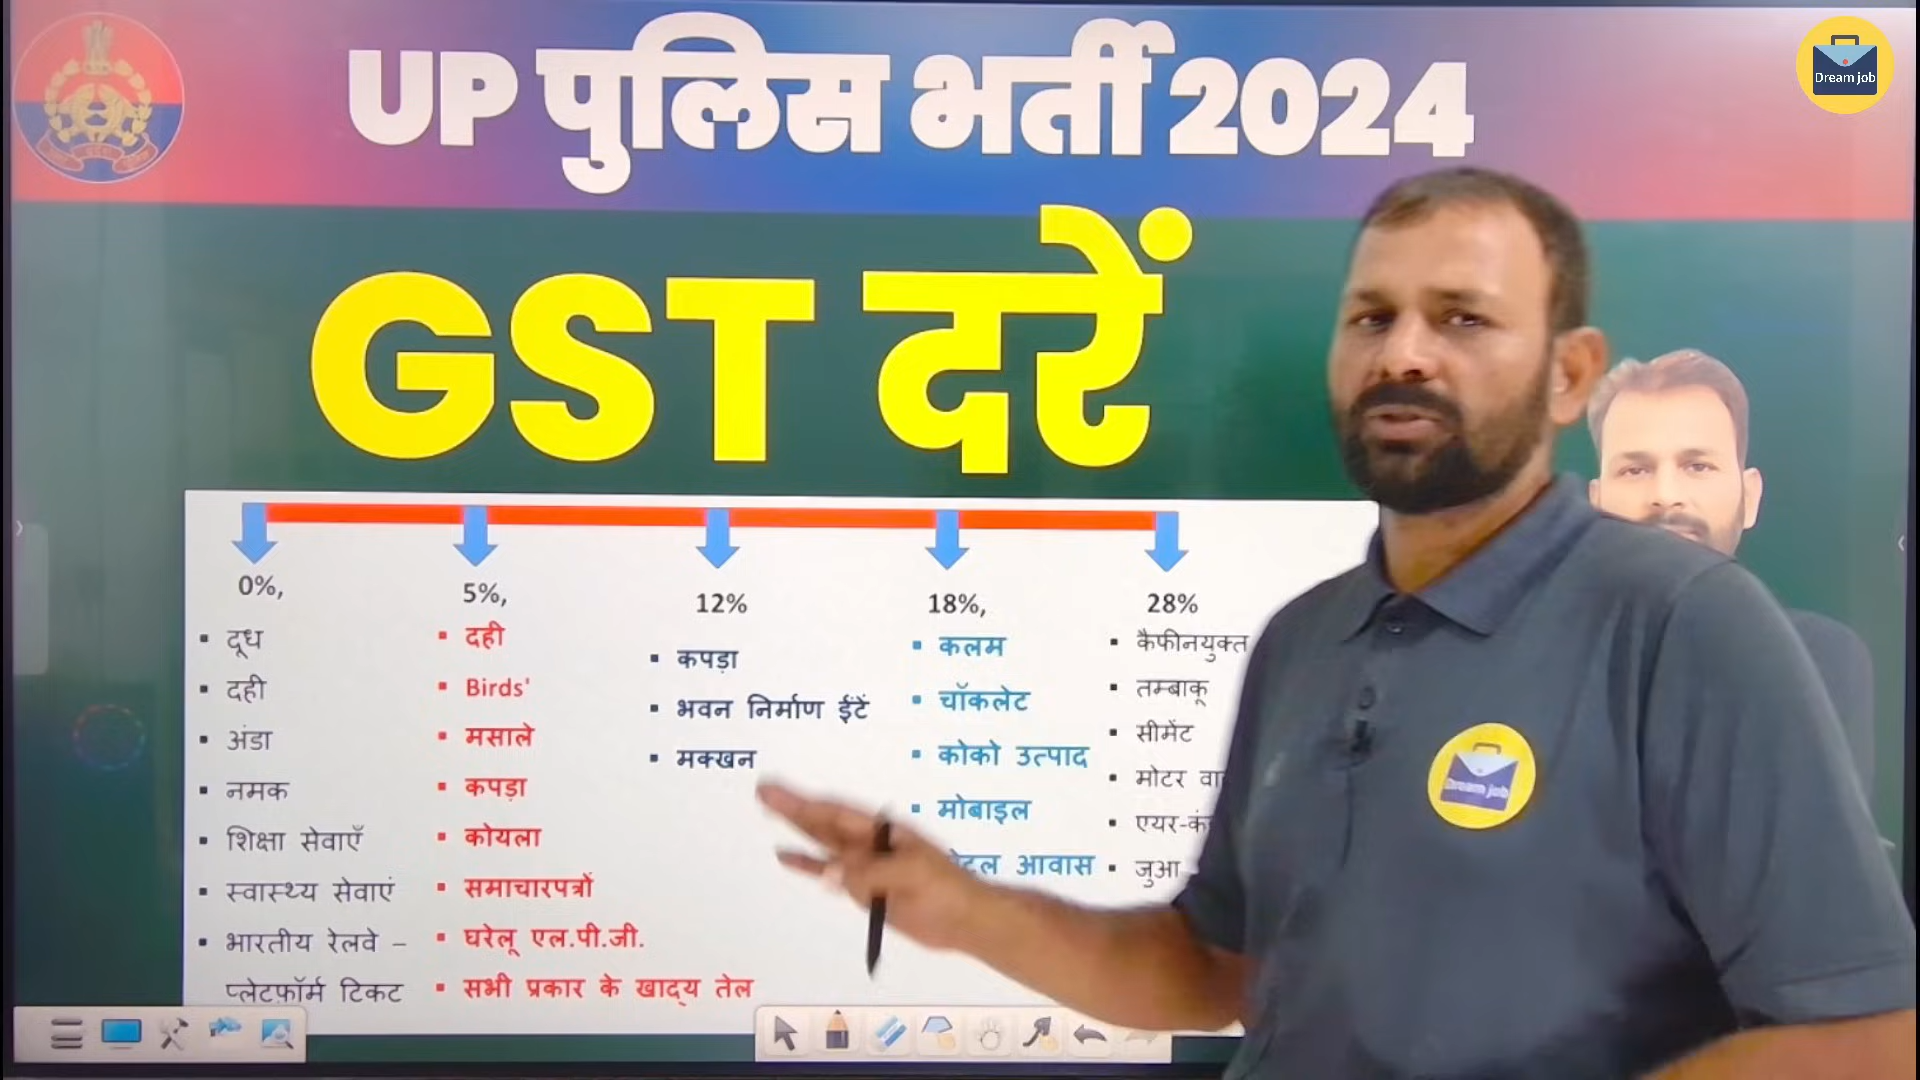 UP पुलिस भर्ती 2024
Dream job
GST दरें
0%,
5%,
12%
18%,
28%
▪ दूध
▪ दही
▪ अंडा
▪ नमक
▪ शिक्षा सेवाएँ
▪ स्वास्थ्य सेवाएं
▪ भारतीय रेलवे –
प्लेटफ़ॉर्म टिकट
▪ दही
▪ Birds'
▪ मसाले
▪ कपड़ा
▪ कोयला
▪ समाचारपत्रों
▪ घरेलू एल.पी.जी.
▪ सभी प्रकार के खाद्य तेल
▪ कपड़ा
▪ भवन निर्माण ईंटें
▪ मक्खन
▪ कलम
▪ चॉकलेट
▪ कोको उत्पाद
▪ मोबाइल
आवास
▪ कैफीनयुक्त
▪ तम्बाकू
▪ सीमेंट
▪ मोटर
▪ एयर-
▪ जुआ
Dream job